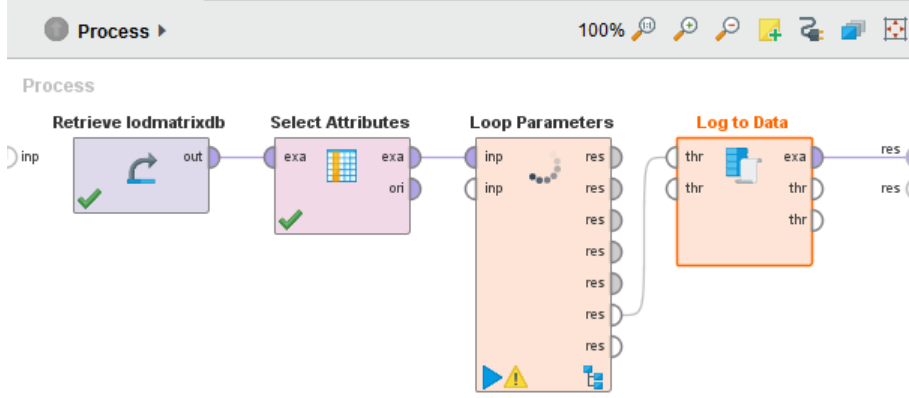 Process
100%
Process
Retrieve lodmatrixdb
inp
out
Select Attributes
exa
exa
ori
Loop Parameters
inp
inp
res
res
res
res
res
res
res
Log to Data
thr
thr
exa
thr
thr
res
res